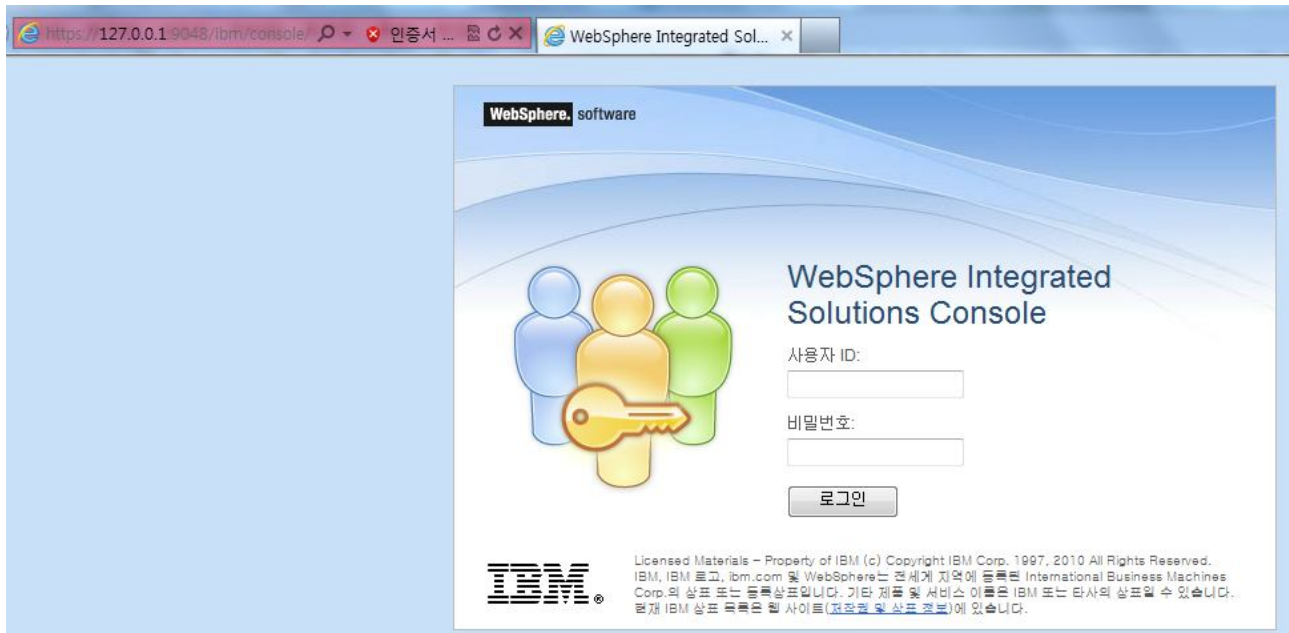 https://127.0.0.1:9048/ibm/console/ 인증서 ... WebSphere Integrated Sol...
WebSphere. software
WebSphere Integrated
Solutions Console
사용자 ID:
비밀번호:
로그인
IBM®
Licensed Materials - Property of IBM (c) Copyright IBM Corp. 1997, 2010 All Rights Reserved.
IBM, IBM 로고, ibm.com 및 WebSphere는 전세계 지역에 등록된 International Business Machines
Corp.의 상표 또는 등록상표입니다. 기타 제품 및 서비스 이름은 IBM 또는 타사의 상표일 수 있습니다.
현재 IBM 상표 목록은 웹 사이트(저작권 및 상표 정보)에 있습니다.